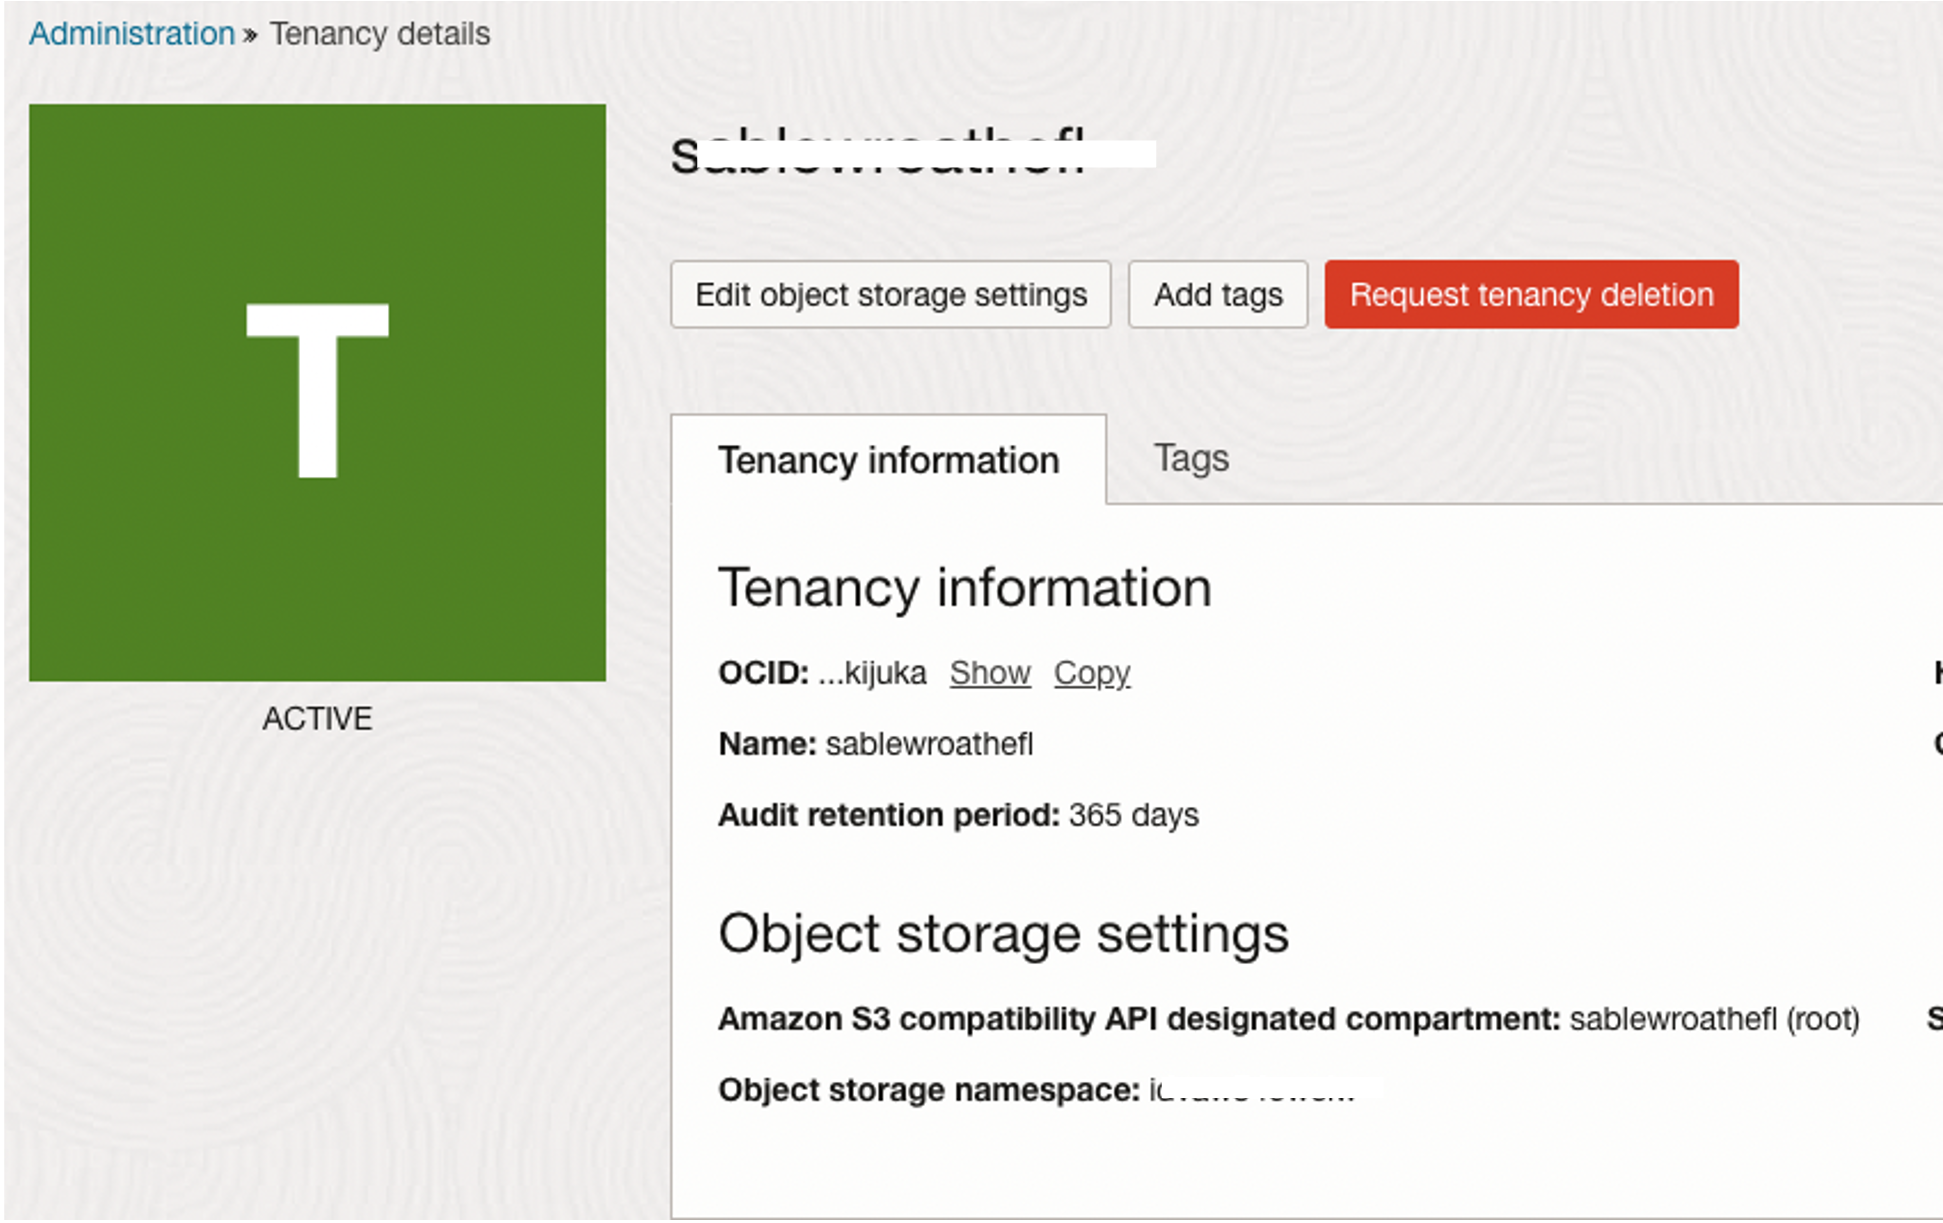 Administration » Tenancy details
sablewroathefl
Edit object storage settings
Add tags
Request tenancy deletion
T
ACTIVE
Tenancy information
Tags
Tenancy information
OCID: ...kijuka Show Copy
Name: sablewroathefl
Audit retention period: 365 days
Object storage settings
Amazon S3 compatibility API designated compartment: sablewroathefl (root)
Object storage namespace: